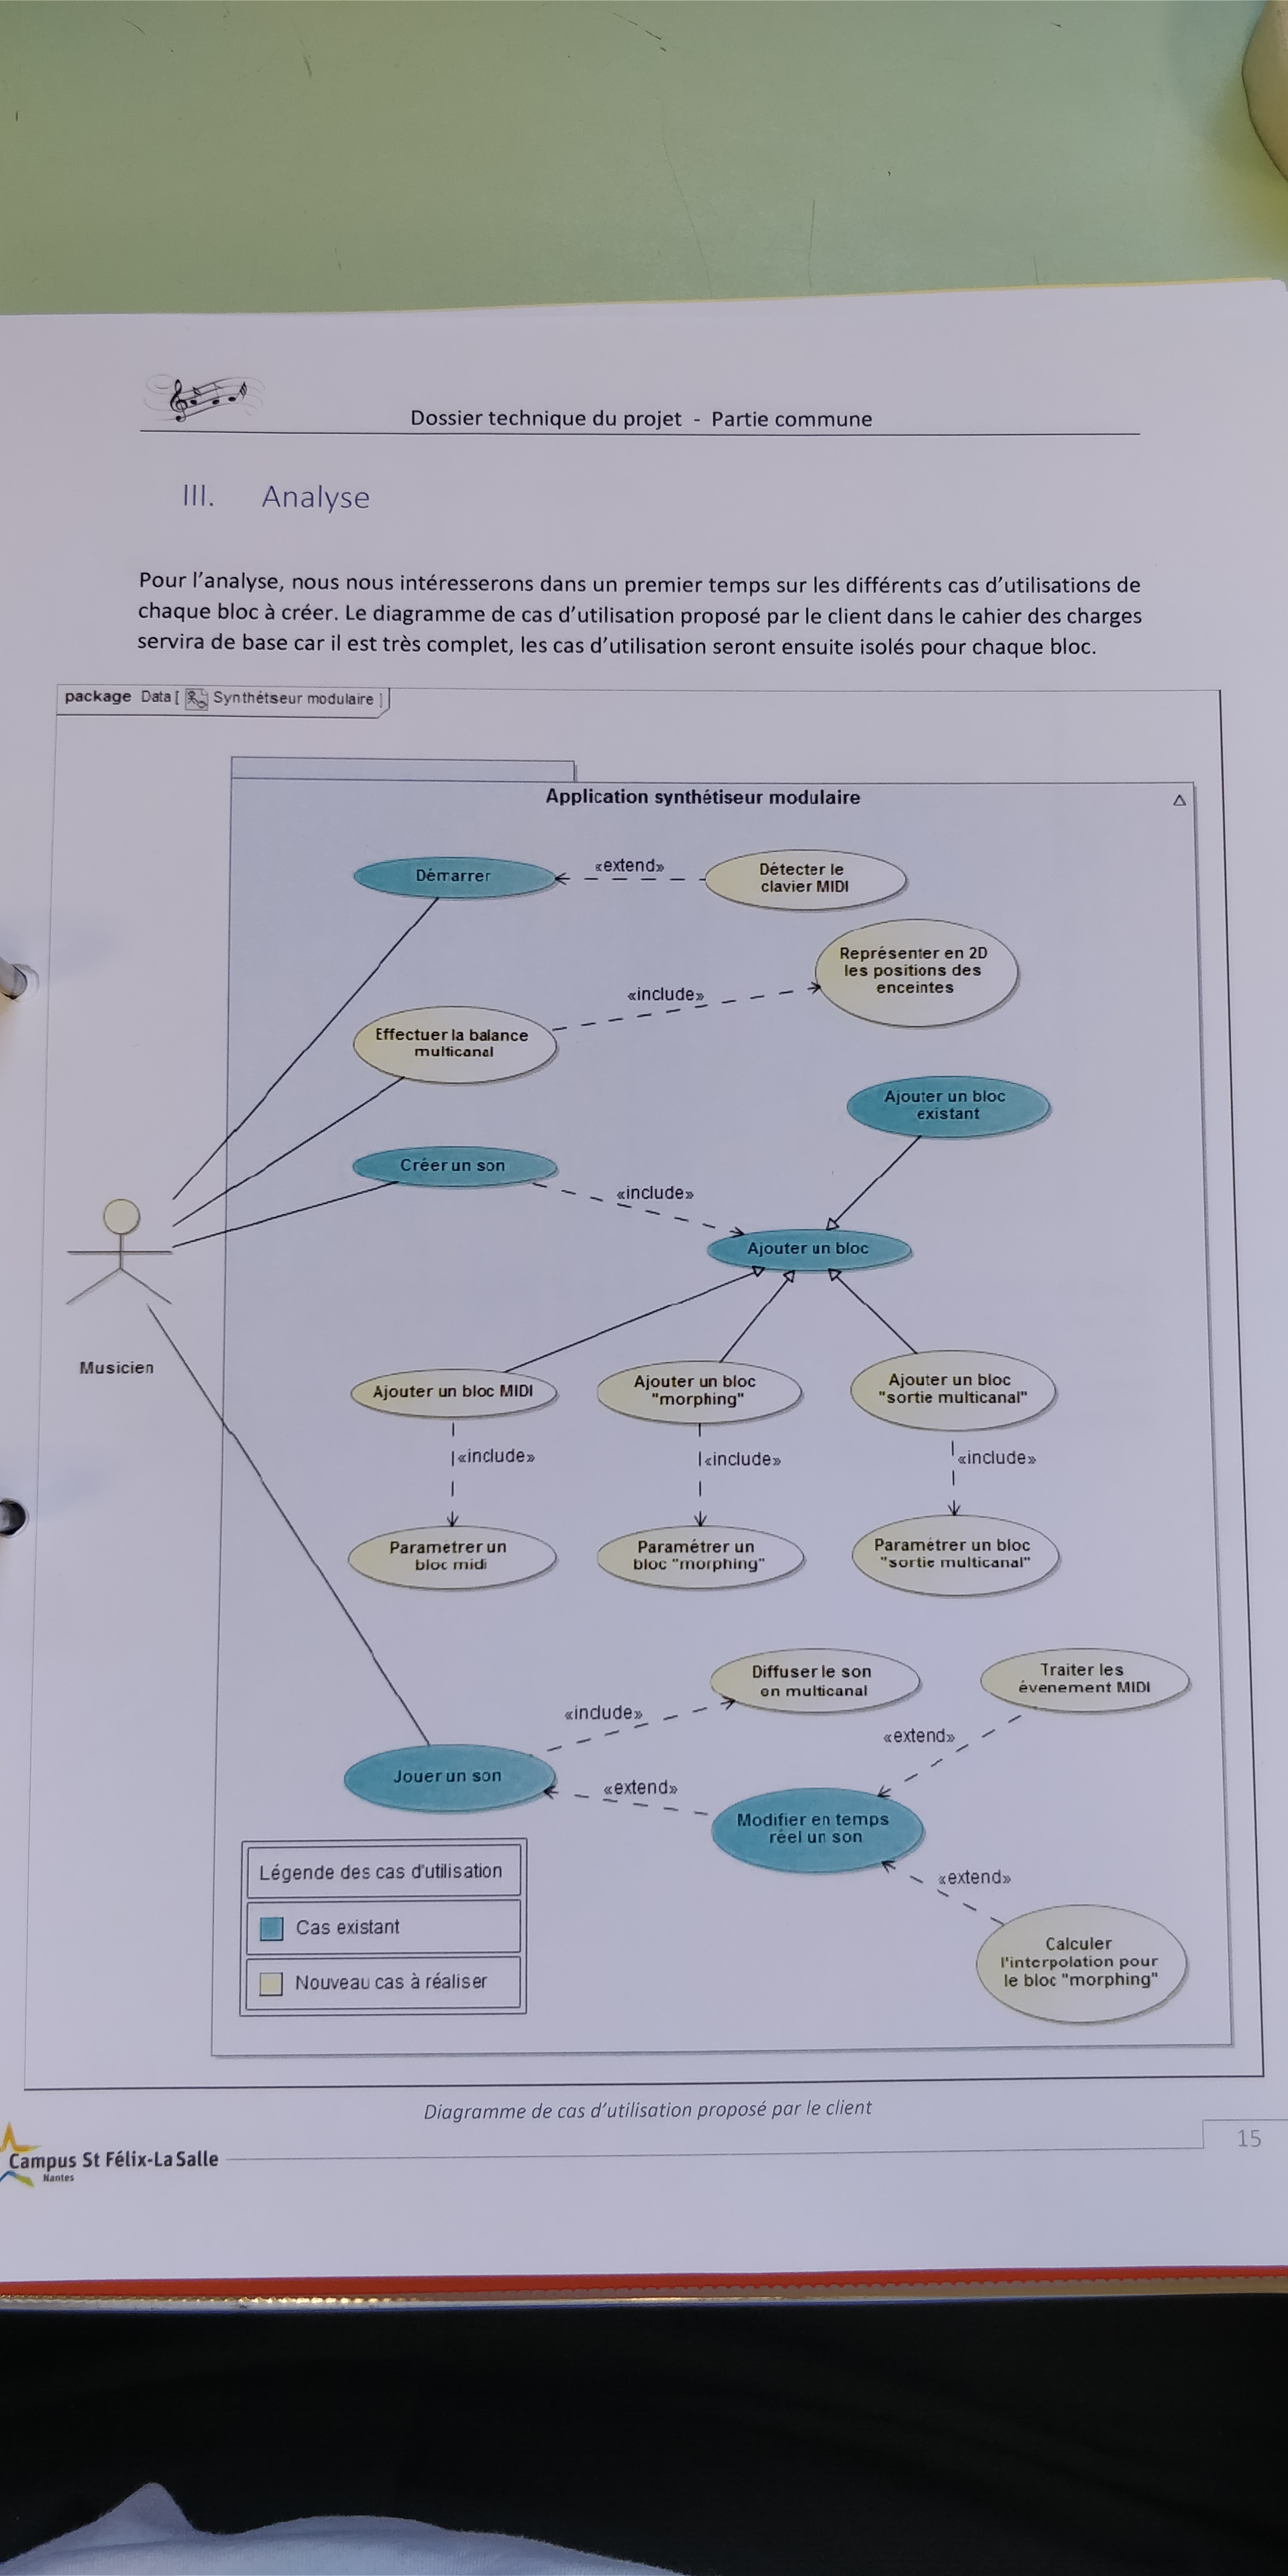 Dossier technique du projet - Partie commune
III. Analyse
Pour l'analyse, nous nous intéresserons dans un premier temps sur les différents cas d'utilisations de
chaque bloc à créer. Le diagramme de cas d'utilisation proposé par le client dans le cahier des charges
servira de base car il est très complet, les cas d'utilisation seront ensuite isolés pour chaque bloc.
package Data [ Synthétseur modulaire ]
Application synthétiseur modulaire
Démarrer
«extend»
Détecter le
clavier MIDI
Représenter en 2D
les positions des
enceintes
«include»
Effectuer la balance
multicanal
Ajouter un bloc
existant
Créer un son
«include»
Ajouter un bloc
Musicien
Ajouter un bloc MIDI
Ajouter un bloc
"morphing"
Ajouter un bloc
"sortie multicanal"
«include»
«include»
«include»
Paramétrer un
bloc midi
Paramétrer un
bloc "morphing"
Paramétrer un bloc
"sortie multicanal"
Diffuser le son
en multicanal
Traiter les
évenement MIDI
«include»
«extend»
Jouer un son
«extend»
Modifier en temps
réel un son
«extend»
Calculer
l'interpolation pour
le bloc "morphing"
Légende des cas d'utilisation
Cas existant
Nouveau cas à réaliser
Diagramme de cas d'utilisation proposé par le client
15
Campus St Félix-La Salle
Nantes